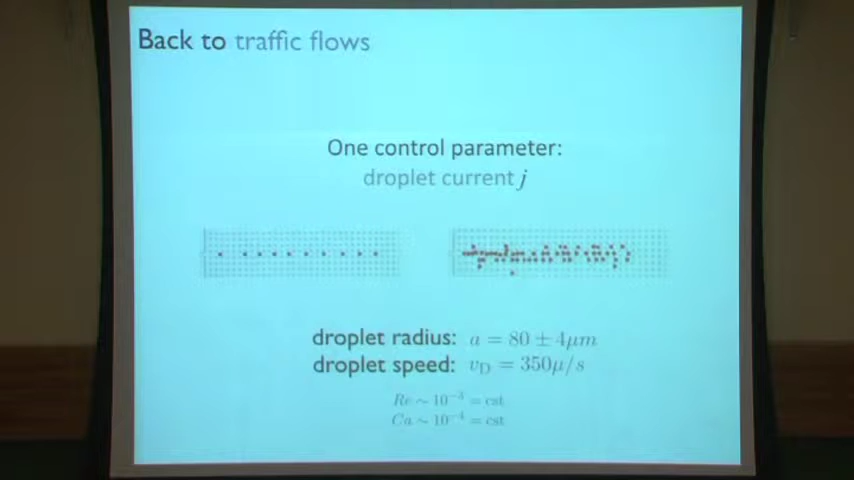 Back to traffic flows
One control parameter:
droplet current j
droplet radius: a = 80 ± 4μm
droplet speed: v_D = 350μ/s
Re ~ 10⁻³ = cst
Ca ~ 10⁻⁴ = cst